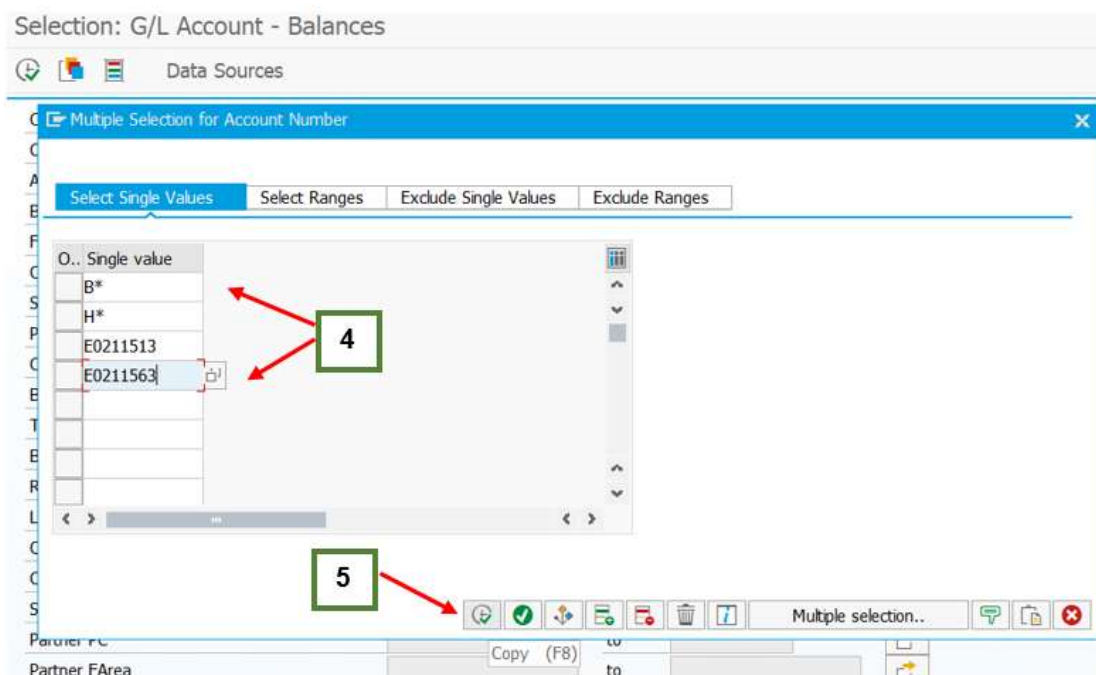 Selection: G/L Account - Balances
Data Sources
Multiple Selection for Account Number
Select Single Values Select Ranges Exclude Single Values Exclude Ranges
O.. Single value
B*
H*
4
E0211513
E0211563
5
Multiple selection..
Copy (F8)
to
Partner FArea to